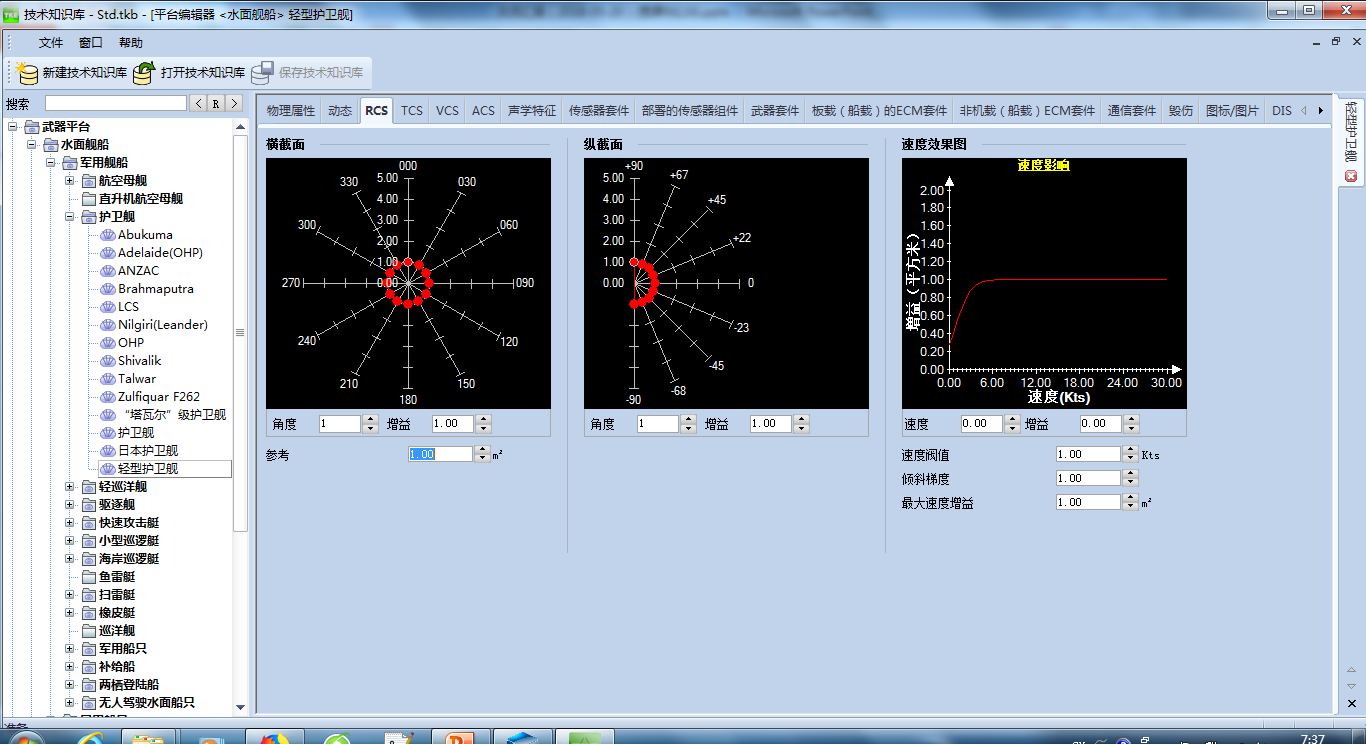 技术知识库 - Std.tkb - [平台编辑器 <水面舰船> 轻型护卫舰]
文件 窗口 帮助
新建技术知识库 打开技术知识库 保存技术知识库
搜索 < R >
武器平台
水面舰船
军用舰船
航空母舰
直升机航空母舰
护卫舰
Abukuma
Adelaide(OHP)
ANZAC
Brahmaputra
LCS
Nilgiri(Leander)
OHP
Shivalik
Talwar
Zulfiquar F262
“塔瓦尔”级护卫舰
护卫舰
日本护卫舰
轻型护卫舰
轻巡洋舰
驱逐舰
快速攻击艇
小型巡逻艇
海岸巡逻艇
鱼雷艇
扫雷艇
橡皮艇
巡洋舰
军用船只
补给船
两栖登陆船
无人驾驶水面船只
物理属性 动态 RCS TCS VCS ACS 声学特征 传感器套件 部署的传感器组件 武器套件 板载（船载）的ECM套件 非机载（船载）ECM套件 通信套件 毁伤 图标/图片 DIS
横截面
000
030
060
090
120
150
180
210
240
270
300
330
5.00
4.00
3.00
2.00
1.00
0.00
角度 1 增益 1.00
参考 1.00 m²
纵截面
+90
+67
+45
+22
0
-23
-45
-68
-90
5.00
4.00
3.00
2.00
1.00
0.00
角度 1 增益 1.00
速度效果图
速度影响
增益（平方米）
2.00
1.80
1.60
1.40
1.20
1.00
0.80
0.60
0.40
0.20
0.00
0.00 6.00 12.00 18.00 24.00 30.00
速度(Kts)
速度 0.00 增益 0.00
速度阀值 1.00 Kts
倾斜梯度 1.00
最大速度增益 1.00 m²
轻型护卫舰
准备
7:37